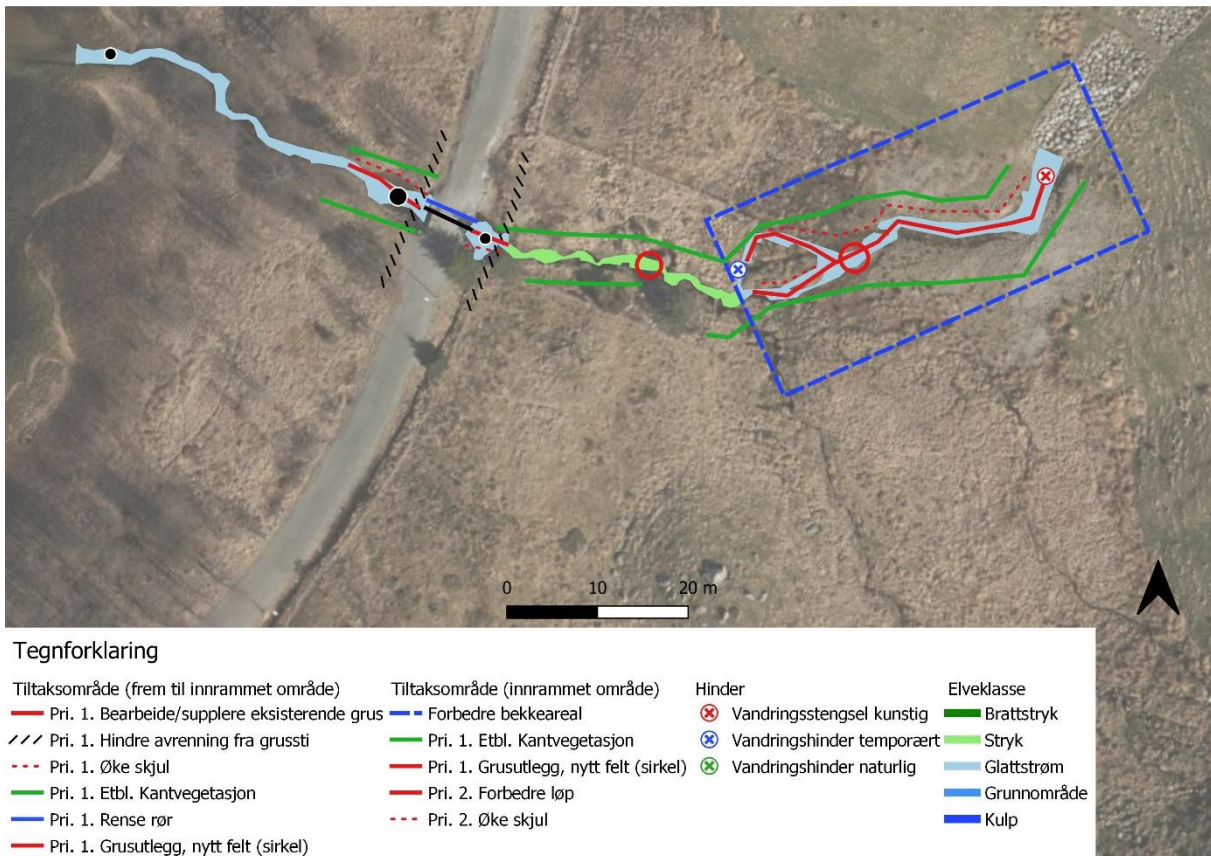 0 10 20 m
Tegnforklaring
Tiltaksområde (frem til innrammet område)
Pri. 1. Bearbeide/supplere eksisterende grus
Pri. 1. Hindre avrenning fra grussti
Pri. 1. Øke skjul
Pri. 1. Etbl. Kantvegetasjon
Pri. 1. Rense rør
Pri. 1. Grusutlegg, nytt felt (sirkel)
Tiltaksområde (innrammet område)
Forbedre bekkeareal
Pri. 1. Etbl. Kantvegetasjon
Pri. 1. Grusutlegg, nytt felt (sirkel)
Pri. 2. Forbedre løp
Pri. 2. Øke skjul
Hinder
Vandringsstengsel kunstig
Vandringshinder temporært
Vandringshinder naturlig
Elveklasse
Brattstryk
Stryk
Glattstrøm
Grunnområde
Kulp